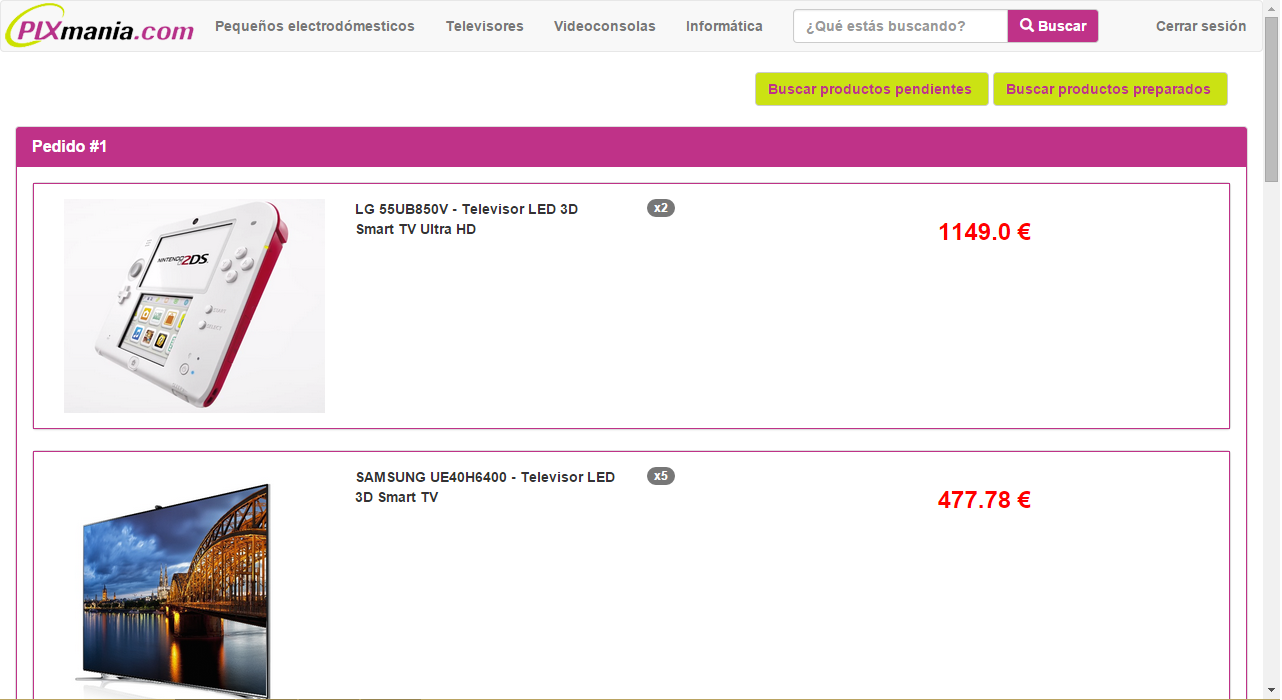 PIXmania.com Pequeños electrodómesticos Televisores Videoconsolas Informática ¿Qué estás buscando? Buscar Cerrar sesión
Buscar productos pendientes Buscar productos preparados
Pedido #1
LG 55UB850V - Televisor LED 3D
Smart TV Ultra HD
x2
1149.0 €
NINTENDO 2DS
START
SELECT
SAMSUNG UE40H6400 - Televisor LED
3D Smart TV
x5
477.78 €